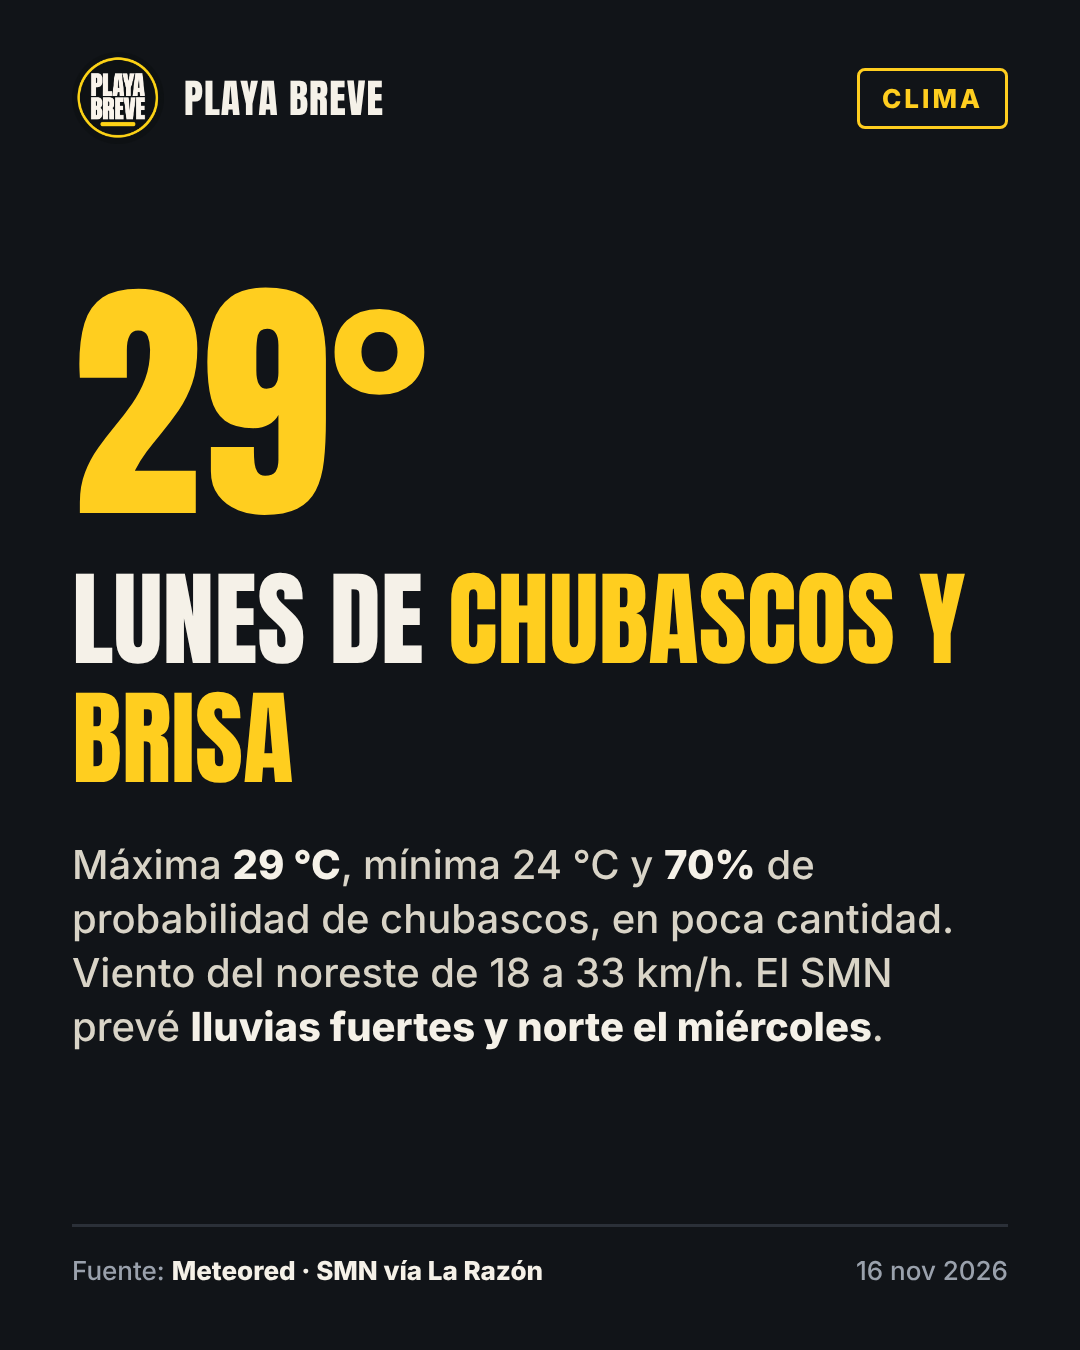 PLAYA
BREVE
PLAYA BREVE
CLIMA
29°
LUNES DE CHUBASCOS Y
BRISA
Máxima 29 °C, mínima 24 °C y 70% de
probabilidad de chubascos, en poca cantidad.
Viento del noreste de 18 a 33 km/h. El SMN
prevé lluvias fuertes y norte el miércoles.
Fuente: Meteored · SMN vía La Razón
16 nov 2026